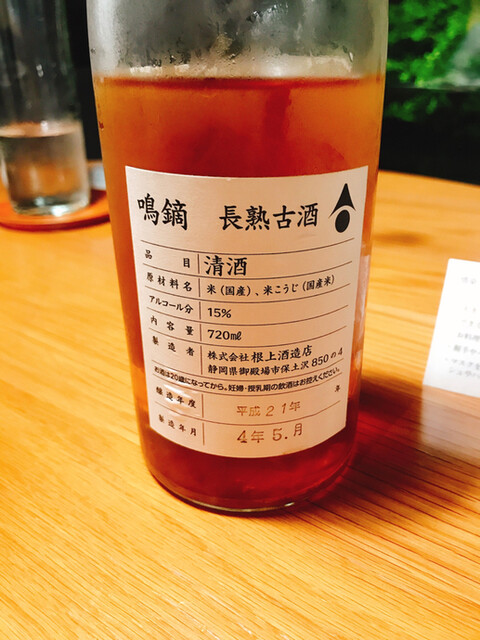 鳴鏑 長熟古酒
品目 清酒
原材料名 米(国産)、米こうじ(国産米)
アルコール分 15%
内容量 720mℓ
製造者 株式会社根上酒造店
静岡県御殿場市保土沢850の4
お酒は20歳になってから。妊婦・授乳期の飲酒はお控えください。
醸造年度 平成21年 年
製造年月 4年5.月